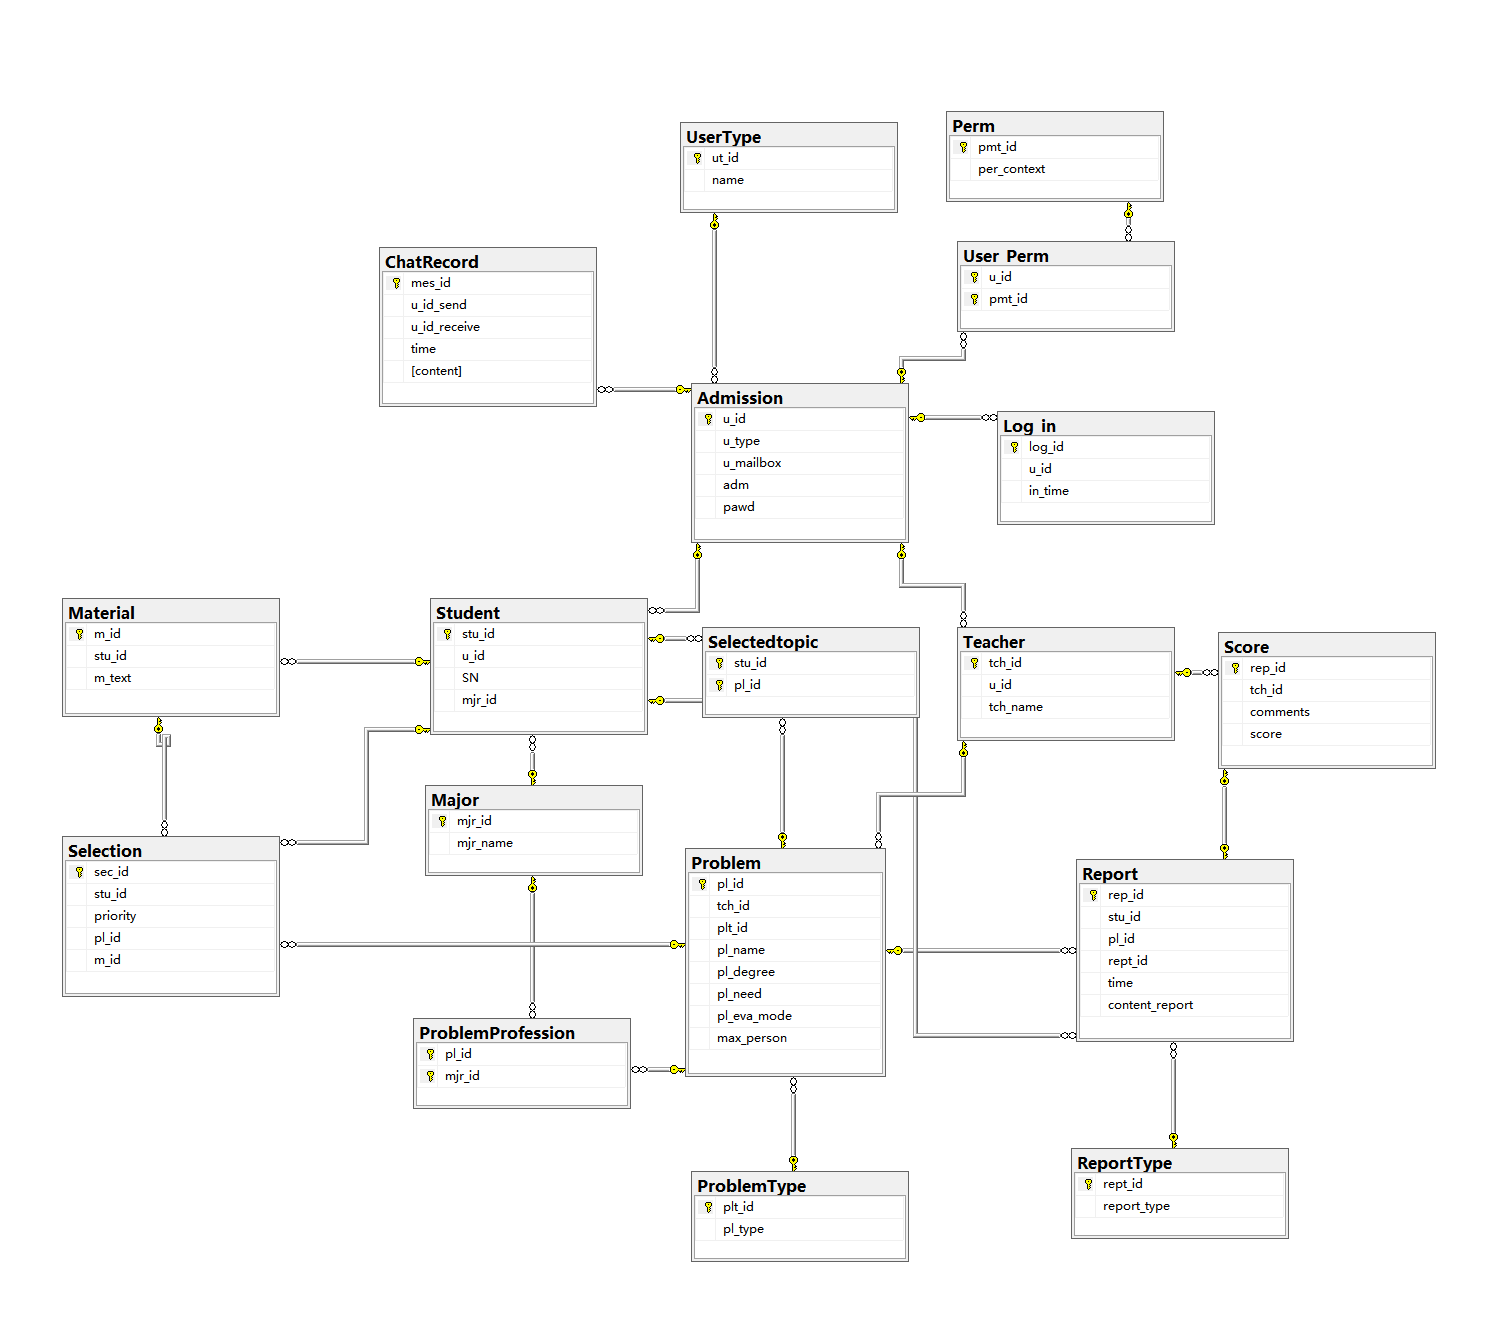 Perm
pmt_id
per_context
UserType
ut_id
name
User_Perm
u_id
pmt_id
ChatRecord
mes_id
u_id_send
u_id_receive
time
[content]
Admission
u_id
u_type
u_mailbox
adm
pawd
Log_in
log_id
u_id
in_time
Material
m_id
stu_id
m_text
Student
stu_id
u_id
SN
mjr_id
Selectedtopic
stu_id
pl_id
Teacher
tch_id
u_id
tch_name
Score
rep_id
tch_id
comments
score
Major
mjr_id
mjr_name
Selection
sec_id
stu_id
priority
pl_id
m_id
Problem
pl_id
tch_id
plt_id
pl_name
pl_degree
pl_need
pl_eva_mode
max_person
Report
rep_id
stu_id
pl_id
rept_id
time
content_report
ProblemProfession
pl_id
mjr_id
ProblemType
plt_id
pl_type
ReportType
rept_id
report_type